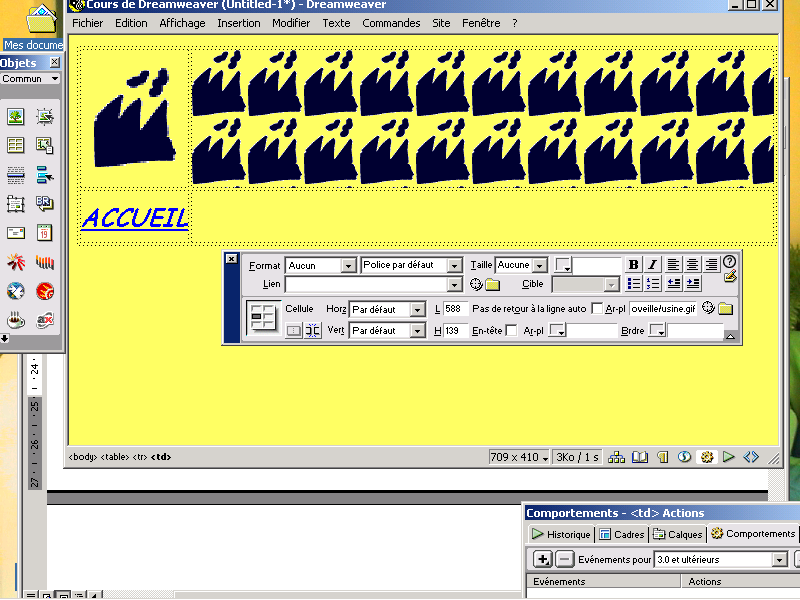 Cours de Dreamweaver (Untitled-1*) - Dreamweaver
Fichier Edition Affichage Insertion Modifier Texte Commandes Site Fenêtre ?
Mes docume
Objets
Commun
ACCUEIL
Format Aucun Police par défaut Taille Aucune B I
Lien Cible
Cellule Horz Par défaut L 588 Pas de retour à la ligne auto Ar-pl oveille/usine.gif
Vert Par défaut H 139 En-tête Ar-pl Brdre
24
25
26
27
<body> <table> <tr> <td> 709 x 410 3Ko / 1 s
Comportements - <td> Actions
Historique Cadres Calques Comportements
Evénements pour 3.0 et ultérieurs
Evénements Actions